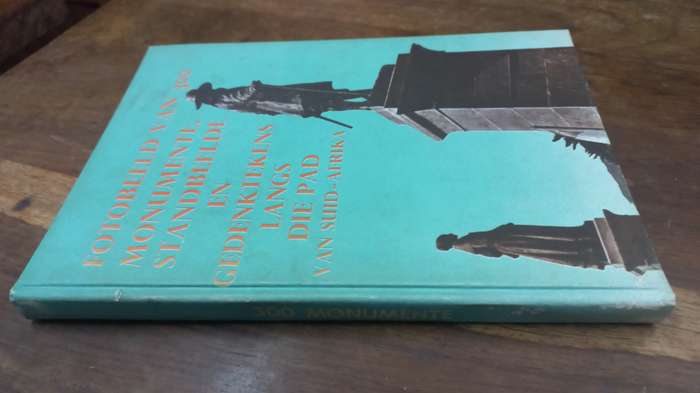 FOTOBEELD VAN 300
MONUMENTE,
STANDBEELDE
EN
GEDENKTEKENS
LANGS
DIE PAD
VAN SUID-AFRIKA
300 MONUMENTE